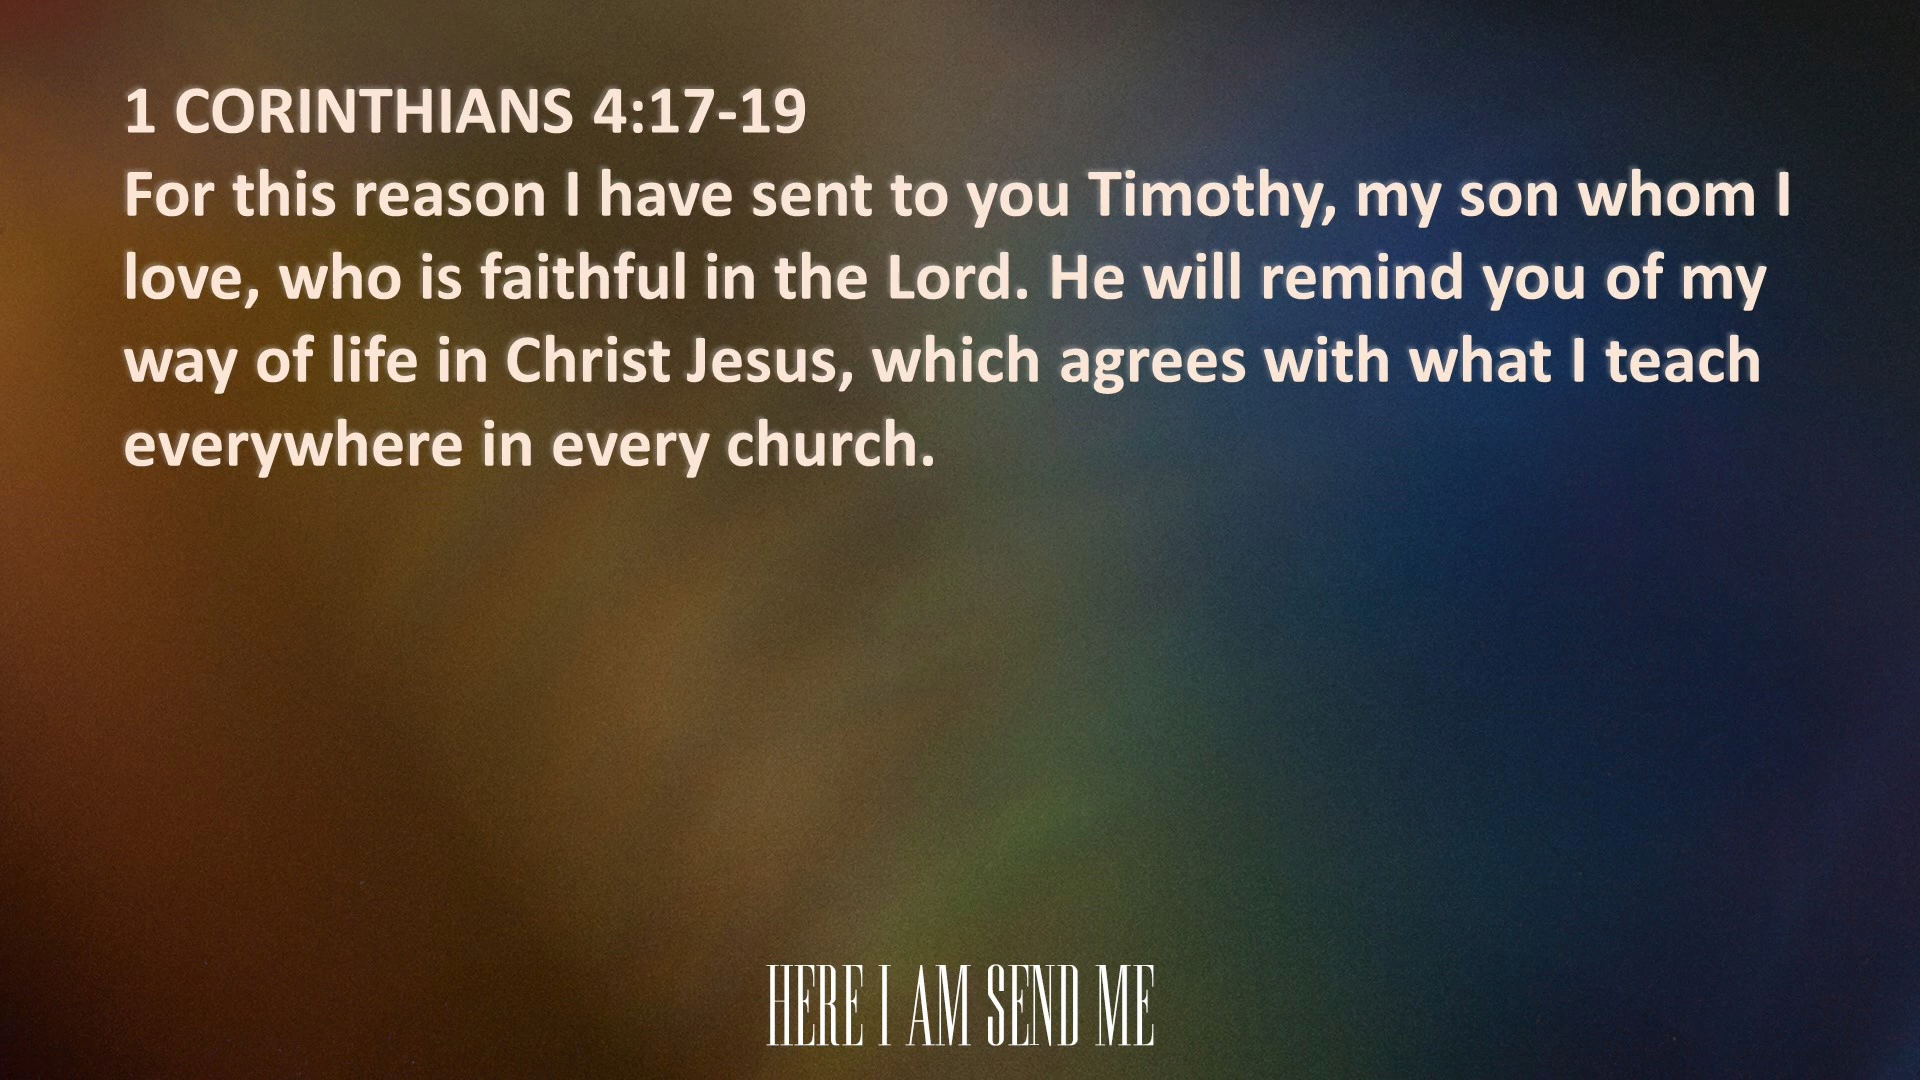 1 CORINTHIANS 4:17-19
For this reason I have sent to you Timothy, my son whom I
love, who is faithful in the Lord. He will remind you of my
way of life in Christ Jesus, which agrees with what I teach
everywhere in every church.
HERE I AM SEND ME